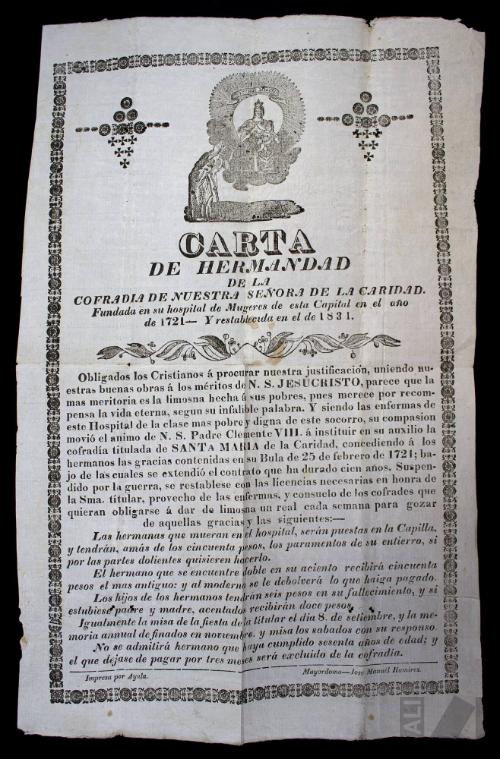 CARTA
DE HERMANDAD
DE LA
COFRADIA DE NUESTRA SEÑORA DE LA CARIDAD.
Fundada en su hospital de Mugeres de esta Capital en el año
de 1721— Y restablecida en el de 1831.
Obligados los Cristianos á procurar nuestra justificación, uniendo nu-
estras buenas obras á los méritos de N. S. JESUCRISTO, parece que la
mas meritoria es la limosna hecha á sus pobres, pues merece por recom-
pensa la vida eterna, segun su infalible palabra. Y siendo las enfermas de
este Hospital de la clase mas pobre y digna de este socorro, su compasion
movió el animo de N. S. Padre Clemente VIII. á instituir en su auxilio la
cofradía titulada de SANTA MARIA de la Caridad, concediendo á los
hermanos las gracias contenidas en su Bula de 25 de febrero de 1721; ba-
jo de las cuales se extendió el contrato que ha durado cien años. Suspen-
dido por la guerra, se restablese con las licencias necesarias en honra de
la Sma. titular, provecho de las enfermas, y consuelo de los cofrades que
quieran obligarse á dar de limosna un real cada semana para gozar
de aquellas gracias y las siguientes:—
Las hermanas que mueran en el hospital, serán puestas en la Capilla,
y tendrán, amás de los cincuenta pesos, los paramentos de su entierro, si
por las partes dolientes quisieren hacerlo.
El hermano que se encuentre doble en su aciento recibirá cincuenta
pesos el mas antiguo: y al moderno se le debolverá lo que haiga pagado.
Los hijos de los hermanos tendrán seis pesos en su fallecimiento, y si
estubiese padre y madre, acentados recibirán doce pesos.
Igualmente la misa de la fiesta de la titular el dia 8. de setiembre, y la me-
moria annual de finados en noviembre. y misa los sabados con su responso.
No se admitirá hermano que haya cumplido sesenta años de edad; y
el que dejase de pagar por tres meses será excluido de la cofradía.
Impresa por Ayala.
Mayordomo—José Manuel Ramirez.